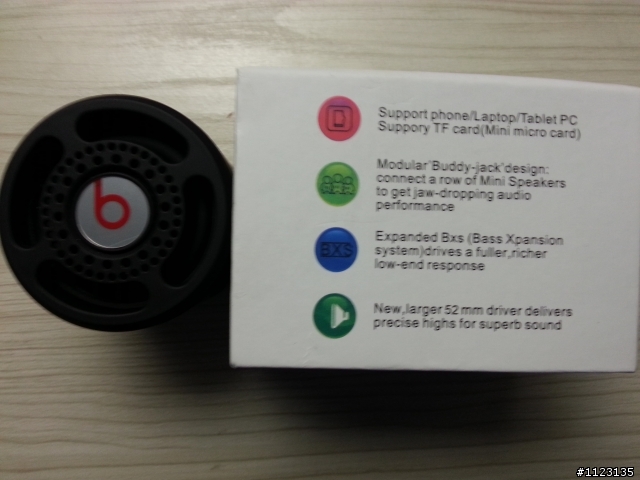 b
Support phone/Laptop/Tablet PC
Suppory TF card(Mini micro card)
Modular'Buddy-jack'design:
connect a row of Mini Speakers
to get jaw-dropping audio
performance
BXS
Expanded Bxs (Bass Xpansion
system)drives a fuller,richer
low-end response
New,larger 52 mm driver delivers
precise highs for superb sound
#1123135